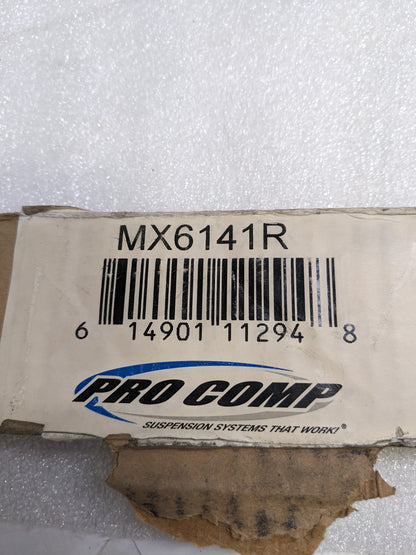 MX6141R
6 14901 11294 8
PRO COMP
SUSPENSION SYSTEMS THAT WORK!®